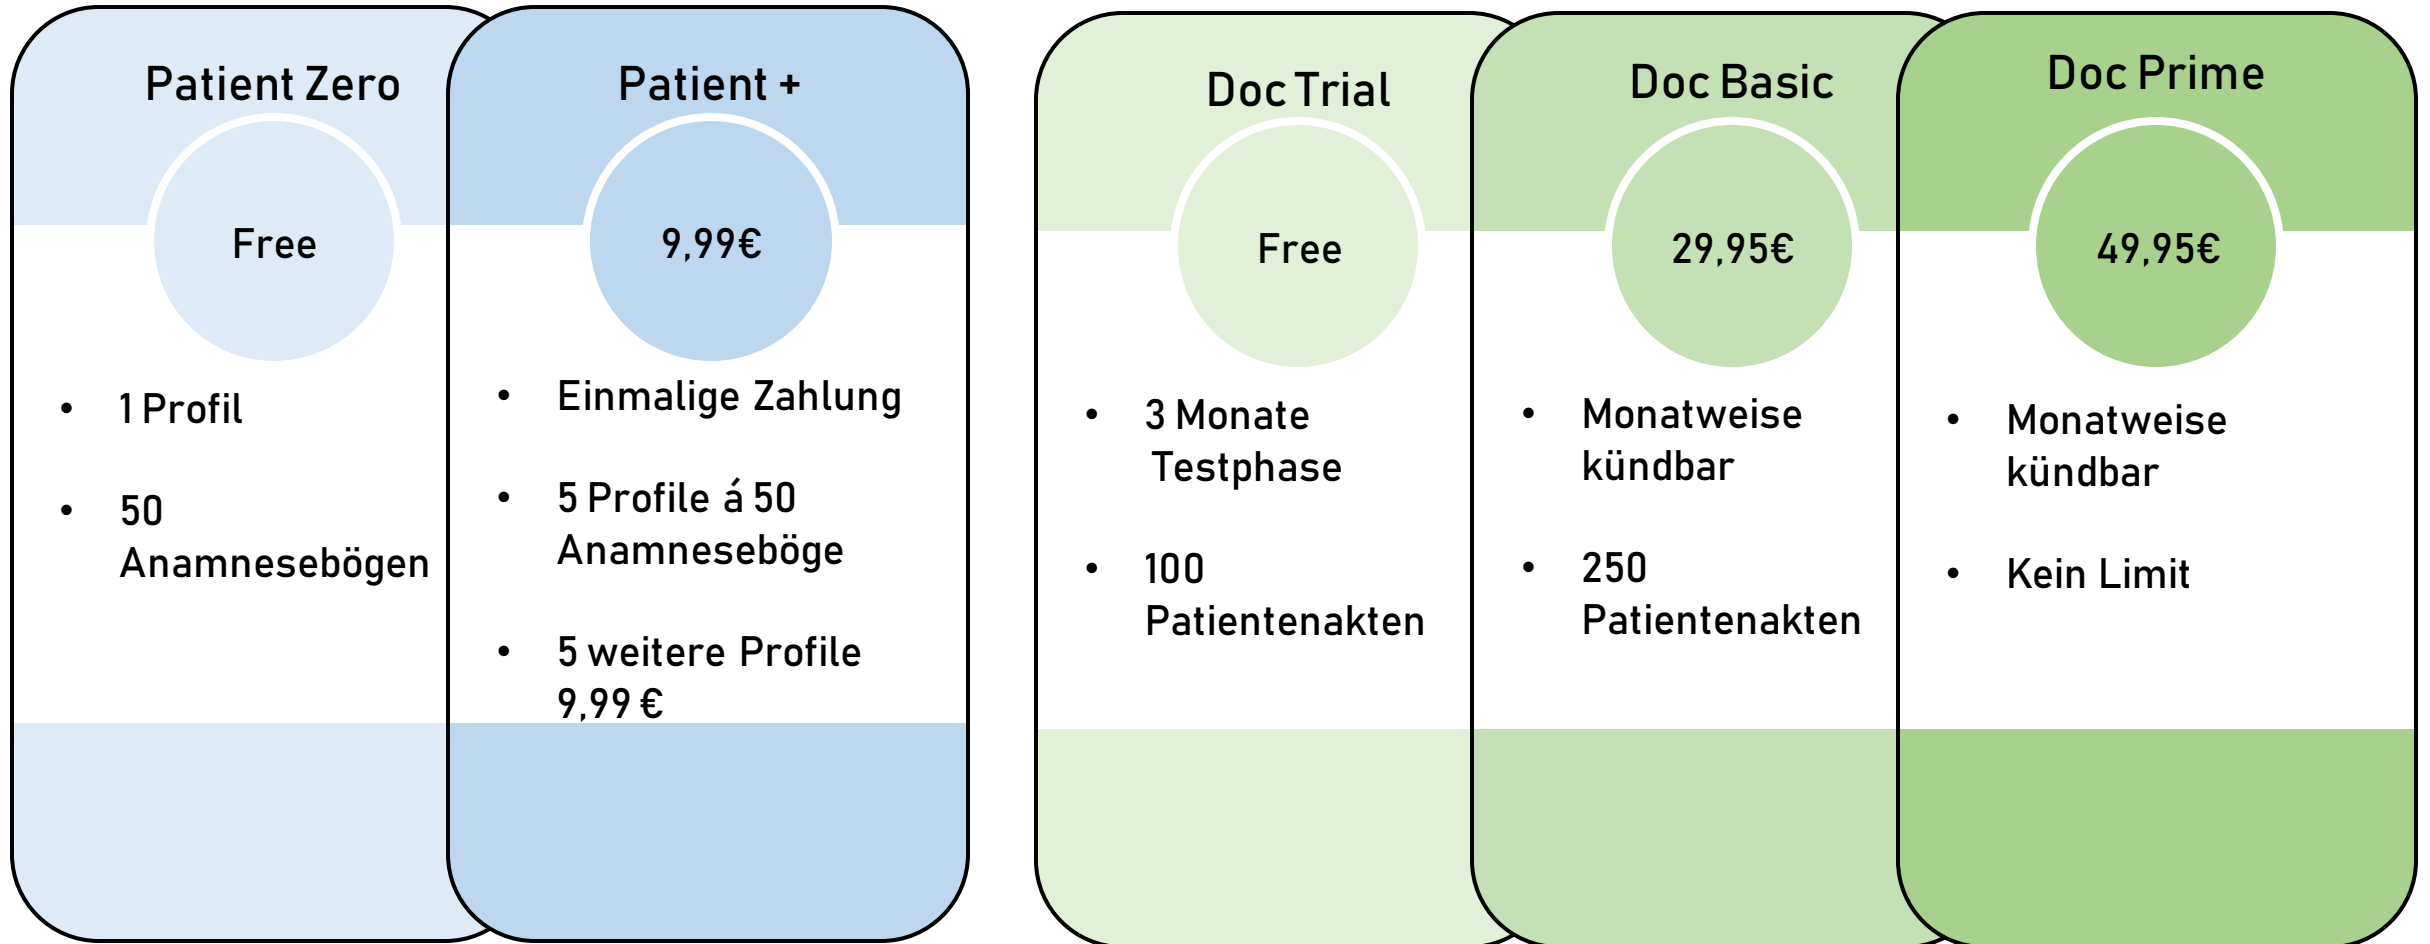 Patient Zero
Free
• 1 Profil
• 50
Anamnesebögen
Patient +
9,99€
• Einmalige Zahlung
• 5 Profile á 50
Anamneseböge
• 5 weitere Profile
9,99 €
Doc Trial
Free
• 3 Monate
Testphase
• 100
Patientenakten
Doc Basic
29,95€
• Monatweise
kündbar
• 250
Patientenakten
Doc Prime
49,95€
• Monatweise
kündbar
• Kein Limit